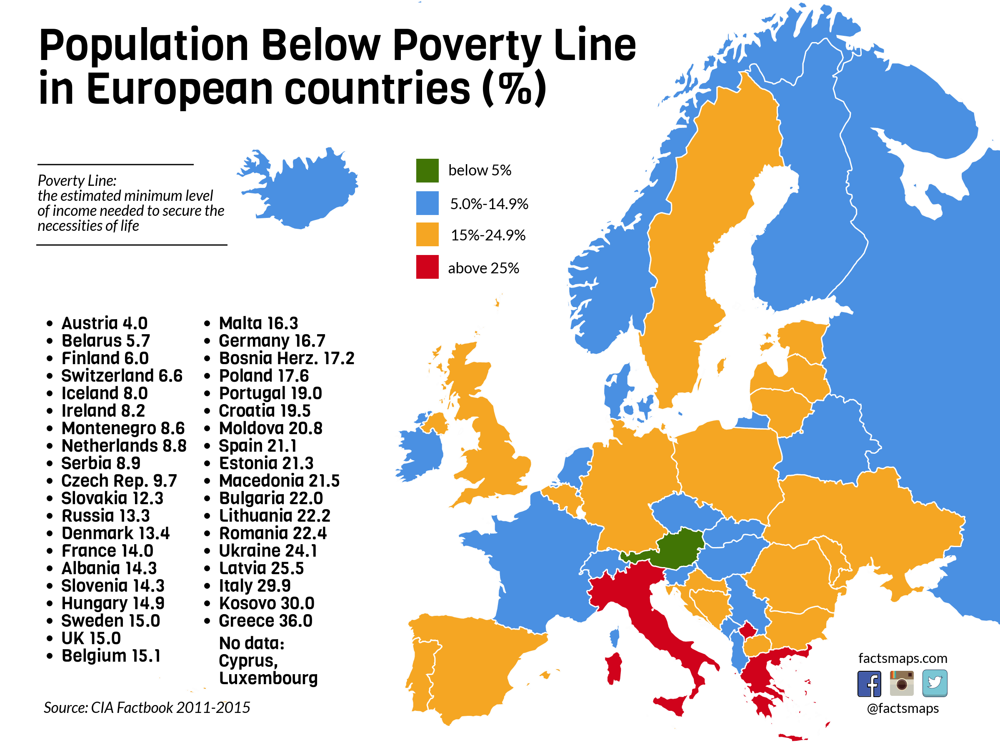 Population Below Poverty Line
in European countries (%)
Poverty Line:
the estimated minimum level
of income needed to secure the
necessities of life
below 5%
5.0%-14.9%
15%-24.9%
above 25%
• Austria 4.0
• Belarus 5.7
• Finland 6.0
• Switzerland 6.6
• Iceland 8.0
• Ireland 8.2
• Montenegro 8.6
• Netherlands 8.8
• Serbia 8.9
• Czech Rep. 9.7
• Slovakia 12.3
• Russia 13.3
• Denmark 13.4
• France 14.0
• Albania 14.3
• Slovenia 14.3
• Hungary 14.9
• Sweden 15.0
• UK 15.0
• Belgium 15.1
• Malta 16.3
• Germany 16.7
• Bosnia Herz. 17.2
• Poland 17.6
• Portugal 19.0
• Croatia 19.5
• Moldova 20.8
• Spain 21.1
• Estonia 21.3
• Macedonia 21.5
• Bulgaria 22.0
• Lithuania 22.2
• Romania 22.4
• Ukraine 24.1
• Latvia 25.5
• Italy 29.9
• Kosovo 30.0
• Greece 36.0
No data:
Cyprus,
Luxembourg
Source: CIA Factbook 2011-2015
factsmaps.com
@factsmaps